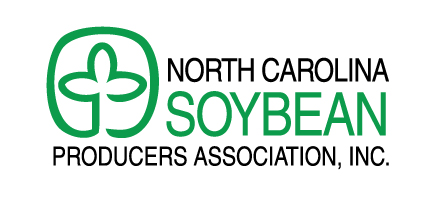 NORTH CAROLINA
SOYBEAN
PRODUCERS ASSOCIATION, INC.